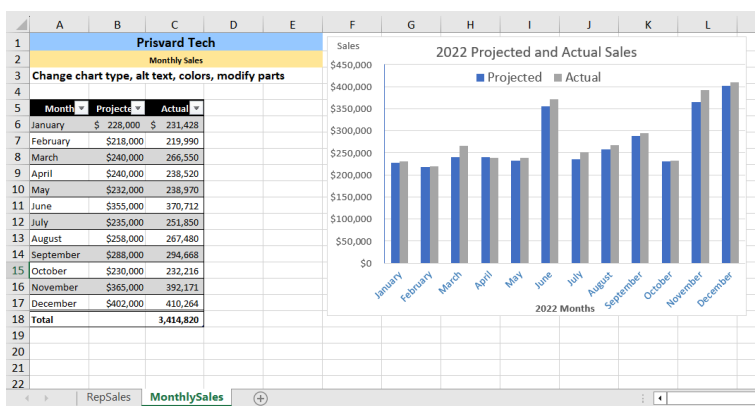 A B C D E F G H I J K L
1 Prisvard Tech
2 Monthly Sales
3 Change chart type, alt text, colors, modify parts
4
5 Month Projecte Actual
6 January $ 228,000 $ 231,428
7 February $218,000 219,990
8 March $240,000 266,550
9 April $240,000 238,520
10 May $232,000 238,970
11 June $355,000 370,712
12 July $235,000 251,850
13 August $258,000 267,480
14 September $288,000 294,668
15 October $230,000 232,216
16 November $365,000 392,171
17 December $402,000 410,264
18 Total 3,414,820
19
20
21
22
Sales
2022 Projected and Actual Sales
Projected Actual
$450,000
$400,000
$350,000
$300,000
$250,000
$200,000
$150,000
$100,000
$50,000
$0
January February March April May June July August September October November December
2022 Months
RepSales MonthlySales